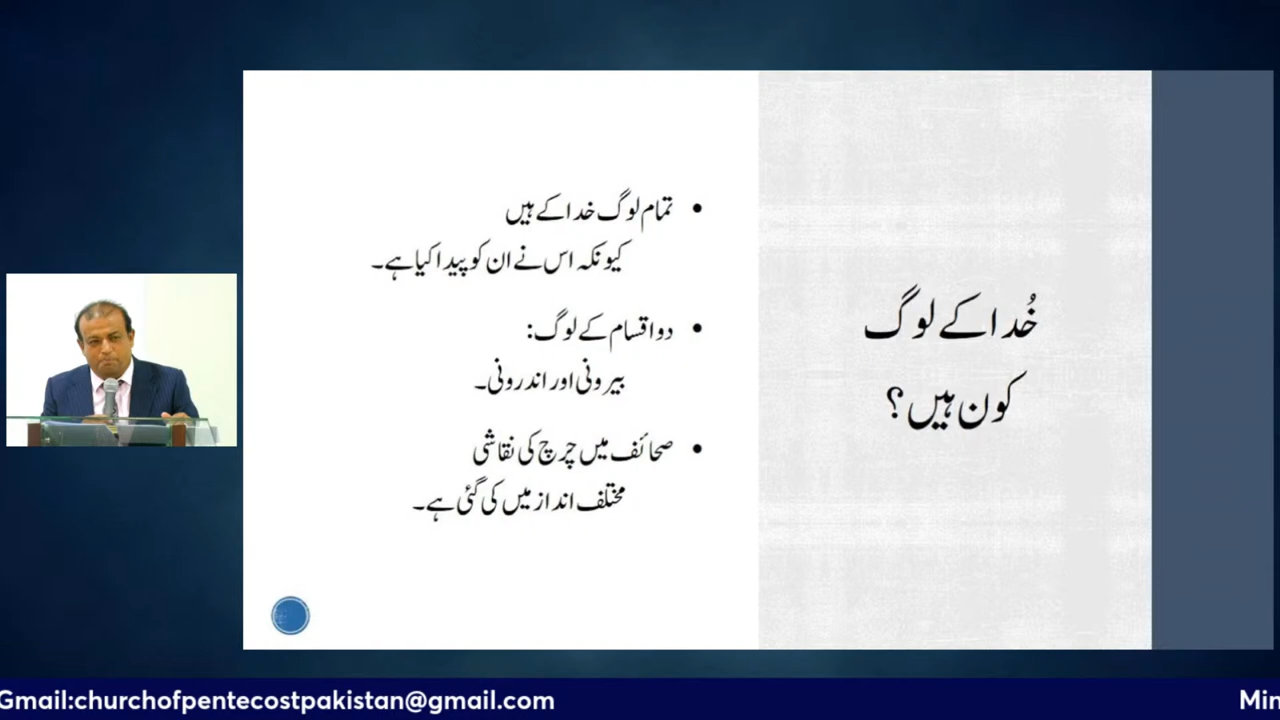 خُدا کے لوگ
کون ہیں؟
• تمام لوگ خدا کے ہیں
کیونکہ اس نے ان کو پیدا کیا ہے۔
• دو اقسام کے لوگ:
بیرونی اور اندرونی۔
• صحائف میں چرچ کی نقاشی
مختلف انداز میں کی گئی ہے۔
Gmail:churchofpentecostpakistan@gmail.com
Min